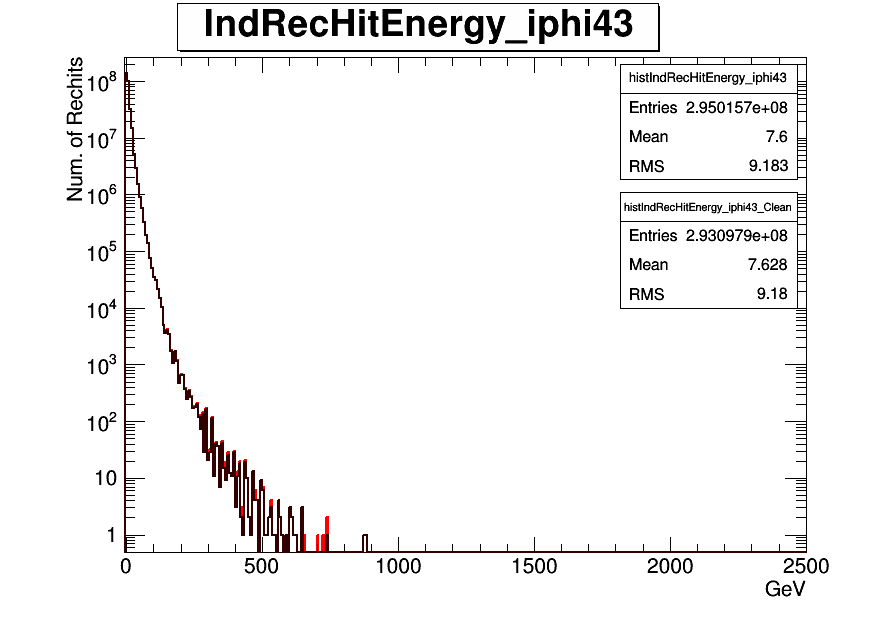 IndRecHitEnergy_iphi43
Num. of Rechits
10^8
10^7
10^6
10^5
10^4
10^3
10^2
10
1
0 500 1000 1500 2000 2500
GeV
histIndRecHitEnergy_iphi43
Entries 2.950157e+08
Mean 7.6
RMS 9.183
histIndRecHitEnergy_iphi43_Clean
Entries 2.930979e+08
Mean 7.628
RMS 9.18